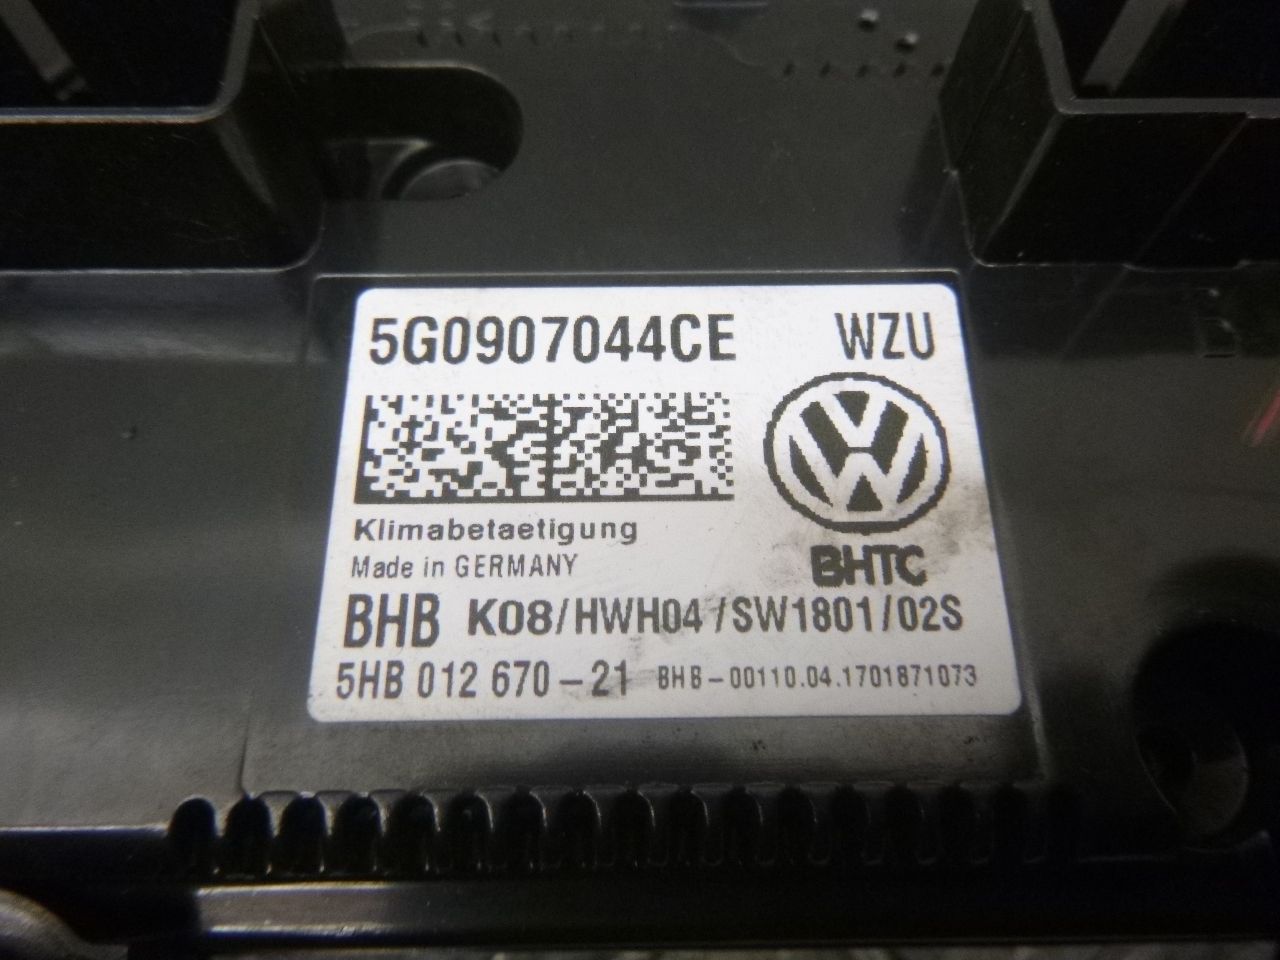 5G0907044CE WZU
Klimabetaetigung
Made in GERMANY
BHTC
BHB K08/HWH04/SW1801/02S
5HB 012 670-21 BHB-00110.04.1701871073